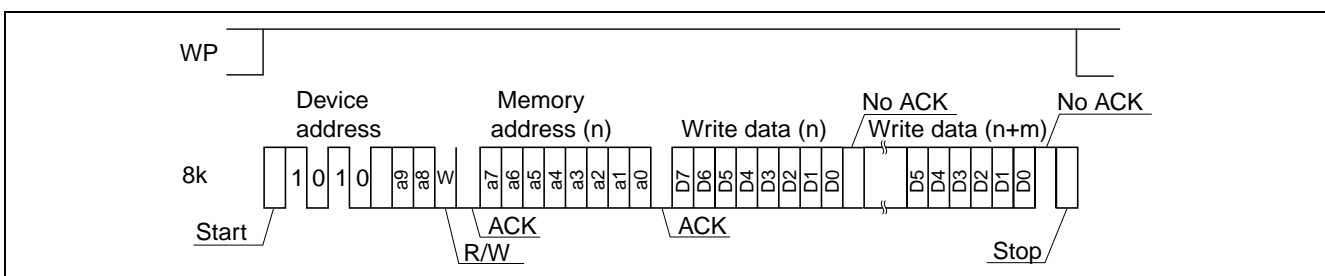 WP
Device address
Memory address (n)
Write data (n)
No ACK
Write data (n+m)
No ACK
8k
1 0 1 0 a9 a8 W a7 a6 a5 a4 a3 a2 a1 a0 D7 D6 D5 D4 D3 D2 D1 D0 D5 D4 D3 D2 D1 D0
Start
ACK
R/W
ACK
Stop